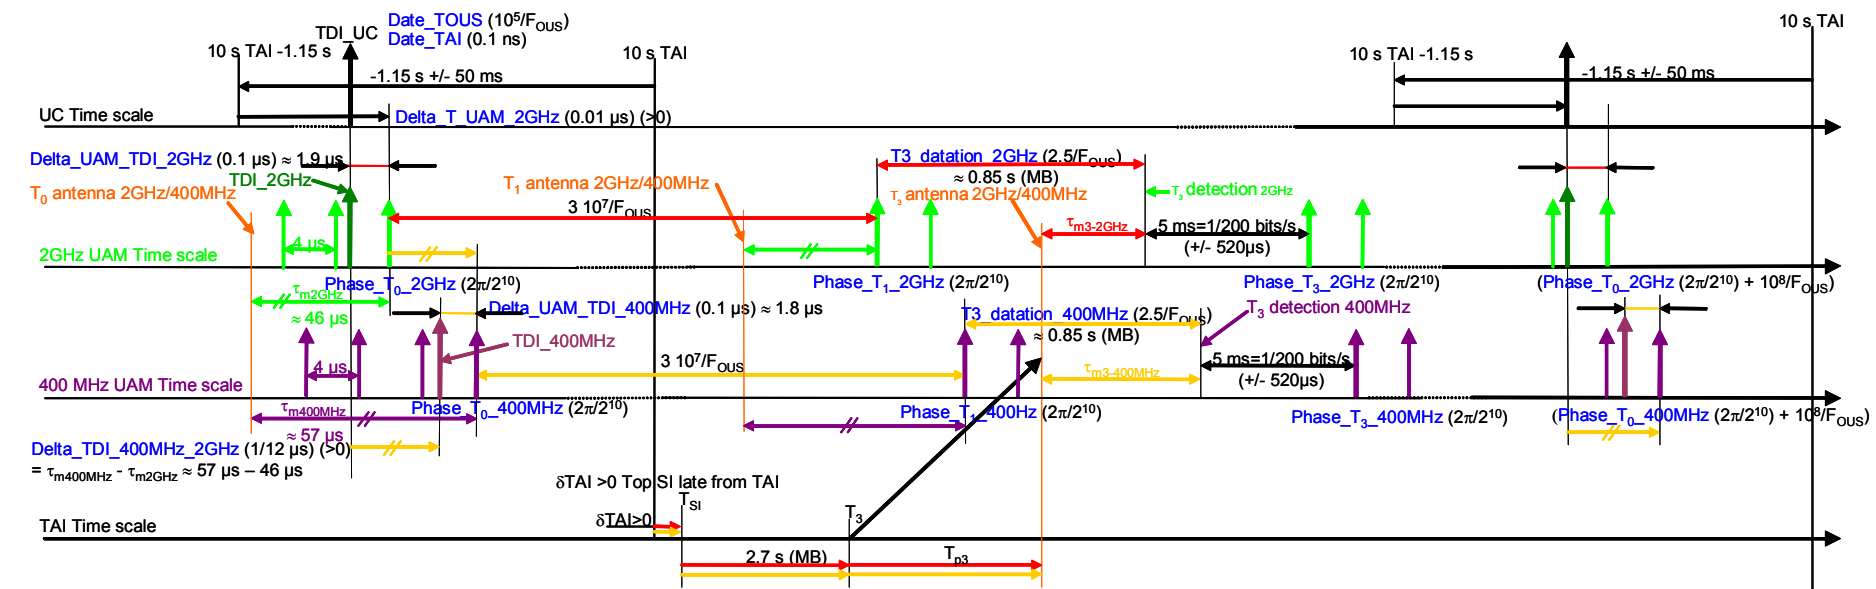 10 s TAI
Date_TOUS (10⁵/F_OUS)
TDI_UC
Date_TAI (0.1 ns)
10 s TAI -1.15 s
10 s TAI
10 s TAI -1.15 s
-1.15 s +/- 50 ms
-1.15 s +/- 50 ms
UC Time scale
Delta_T_UAM_2GHz (0.01 µs) (>0)
Delta_UAM_TDI_2GHz (0.1 µs) ≈ 1.9 µs
T3_datation_2GHz (2.5/F_OUS)
≈ 0.85 s (MB)
TDI_2GHz
T₀ antenna 2GHz/400MHz
T₁ antenna 2GHz/400MHz
T₃ antenna 2GHz/400MHz
T₃ detection 2GHz
3 10⁷/F_OUS
τ_m3-2GHz
5 ms=1/200 bits/s
(+/- 520µs)
4 µs
2GHz UAM Time scale
Phase_T₀_2GHz (2π/2¹⁰)
Phase_T₁_2GHz (2π/2¹⁰)
Phase_T₃_2GHz (2π/2¹⁰)
(Phase_T₀_2GHz (2π/2¹⁰) + 10⁸/F_OUS)
τ_m2GHz
≈ 46 µs
Delta_UAM_TDI_400MHz (0.1 µs) ≈ 1.8 µs
T3_datation_400MHz (2.5/F_OUS)
≈ 0.85 s (MB)
T₃ detection 400MHz
TDI_400MHz
4 µs
3 10⁷/F_OUS
τ_m3-400MHz
5 ms=1/200 bits/s
(+/- 520µs)
400 MHz UAM Time scale
τ_m400MHz
≈ 57 µs
Phase_T₀_400MHz (2π/2¹⁰)
Phase_T₁_400Hz (2π/2¹⁰)
Phase_T₃_400MHz (2π/2¹⁰)
(Phase_T₀_400MHz (2π/2¹⁰) + 10⁸/F_OUS)
Delta_TDI_400MHz_2GHz (1/12 µs) (>0)
= τ_m400MHz - τ_m2GHz ≈ 57 µs – 46 µs
δTAI >0 Top SI late from TAI
T_SI
TAI Time scale
δTAI>0
T₃
2.7 s (MB)
T_p3